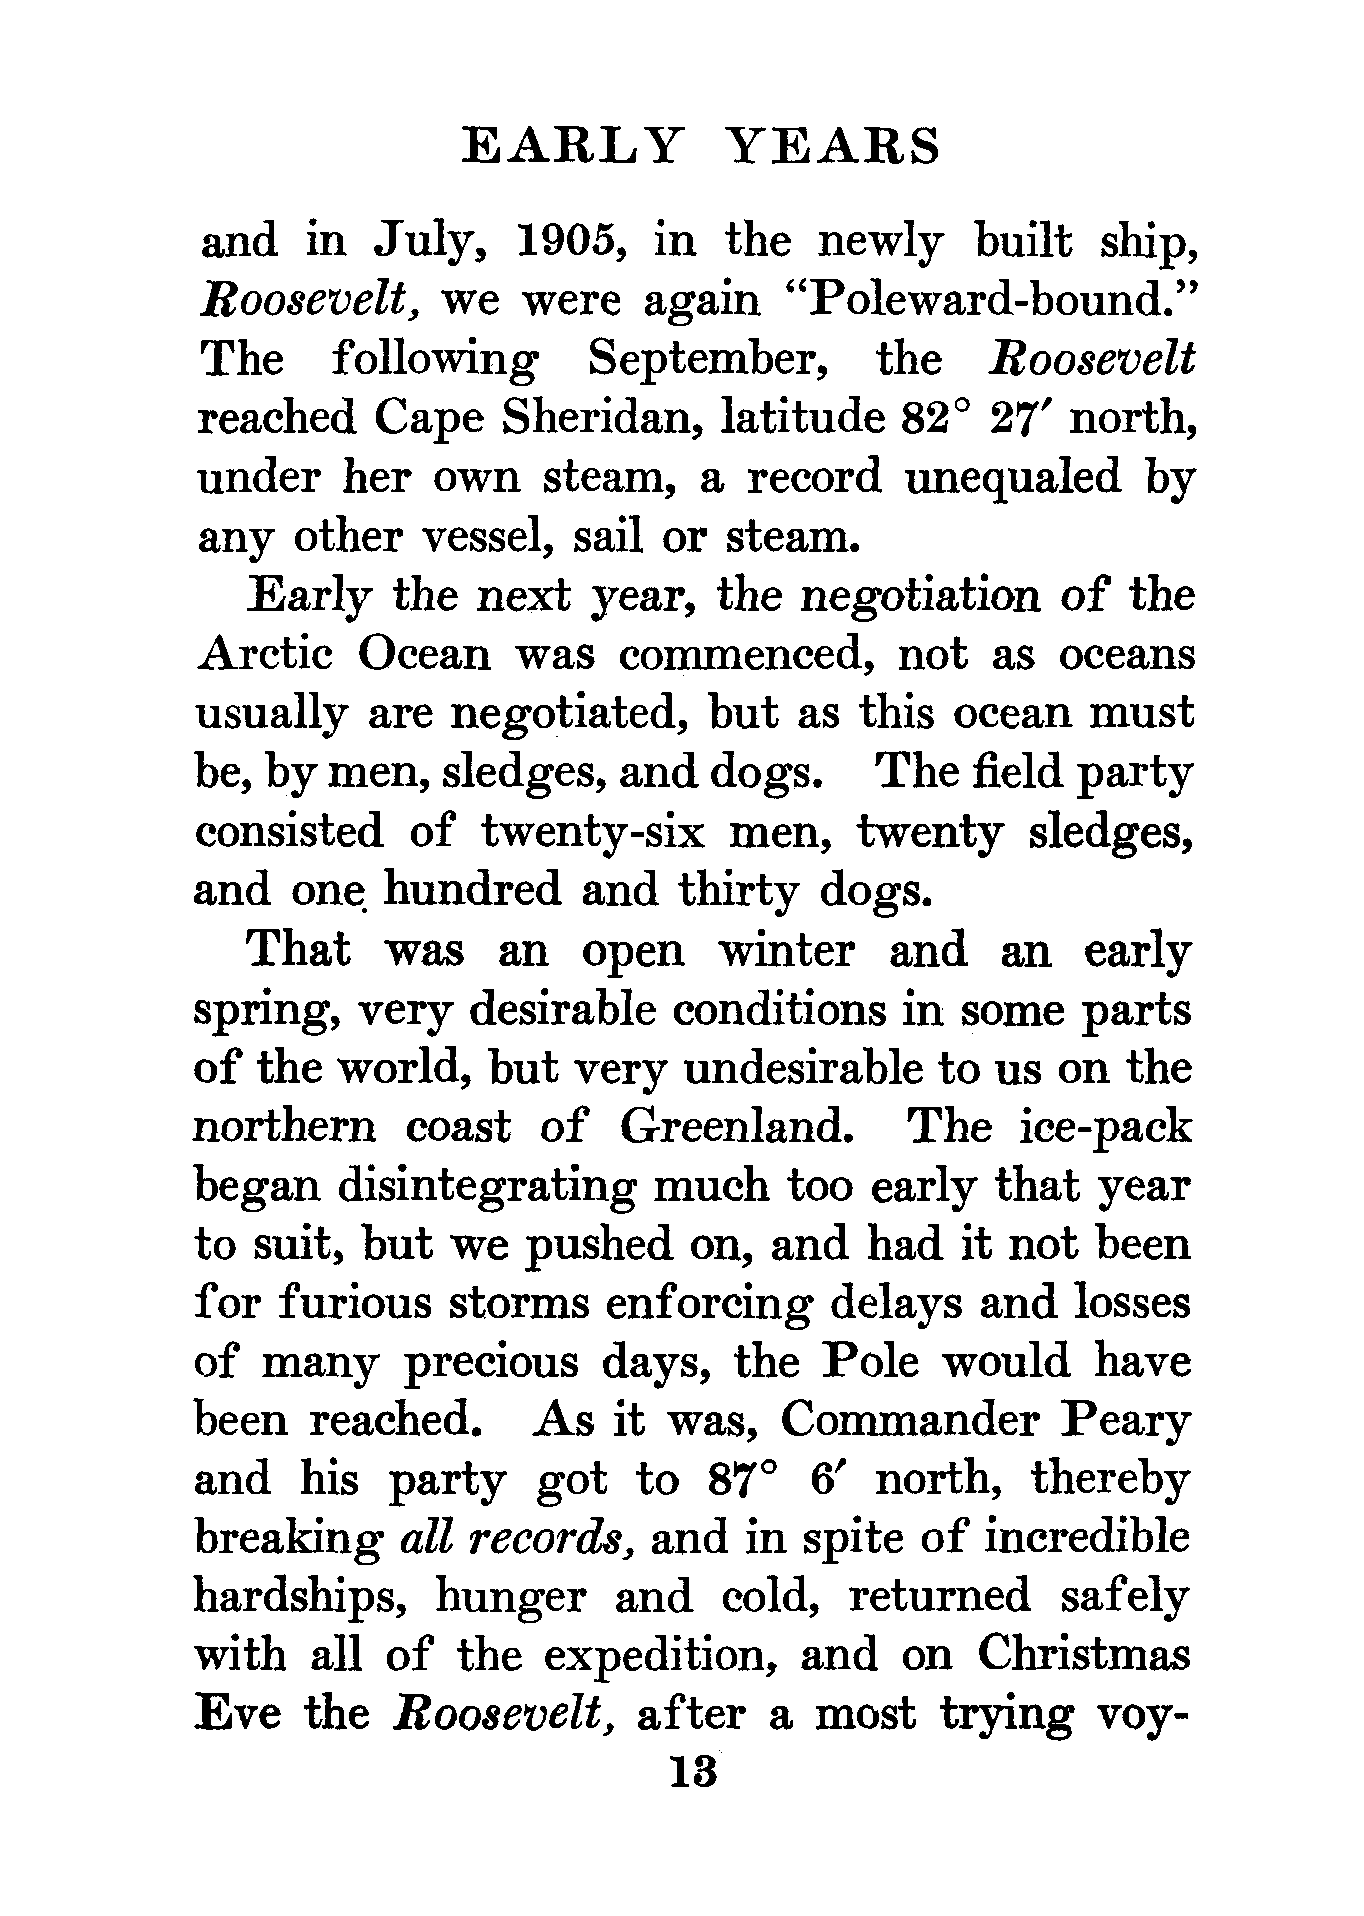 EARLY YEARS
and in July, 1905, in the newly built ship,
Roosevelt, we were again “Poleward-bound.”
The following September, the Roosevelt
reached Cape Sheridan, latitude 82° 27′ north,
under her own steam, a record unequaled by
any other vessel, sail or steam.
Early the next year, the negotiation of the
Arctic Ocean was commenced, not as oceans
usually are negotiated, but as this ocean must
be, by men, sledges, and dogs. The field party
consisted of twenty-six men, twenty sledges,
and one hundred and thirty dogs.
That was an open winter and an early
spring, very desirable conditions in some parts
of the world, but very undesirable to us on the
northern coast of Greenland. The ice-pack
began disintegrating much too early that year
to suit, but we pushed on, and had it not been
for furious storms enforcing delays and losses
of many precious days, the Pole would have
been reached. As it was, Commander Peary
and his party got to 87° 6′ north, thereby
breaking all records, and in spite of incredible
hardships, hunger and cold, returned safely
with all of the expedition, and on Christmas
Eve the Roosevelt, after a most trying voy-
13